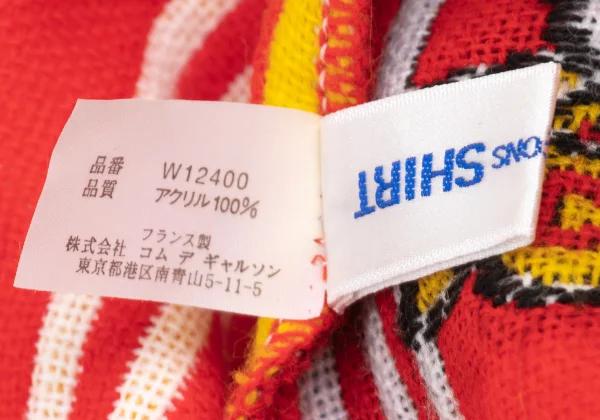 品番 W12400
品質 アクリル100%
フランス製
株式会社 コム デ ギャルソン
東京都港区南青山5-11-5
SHIRT